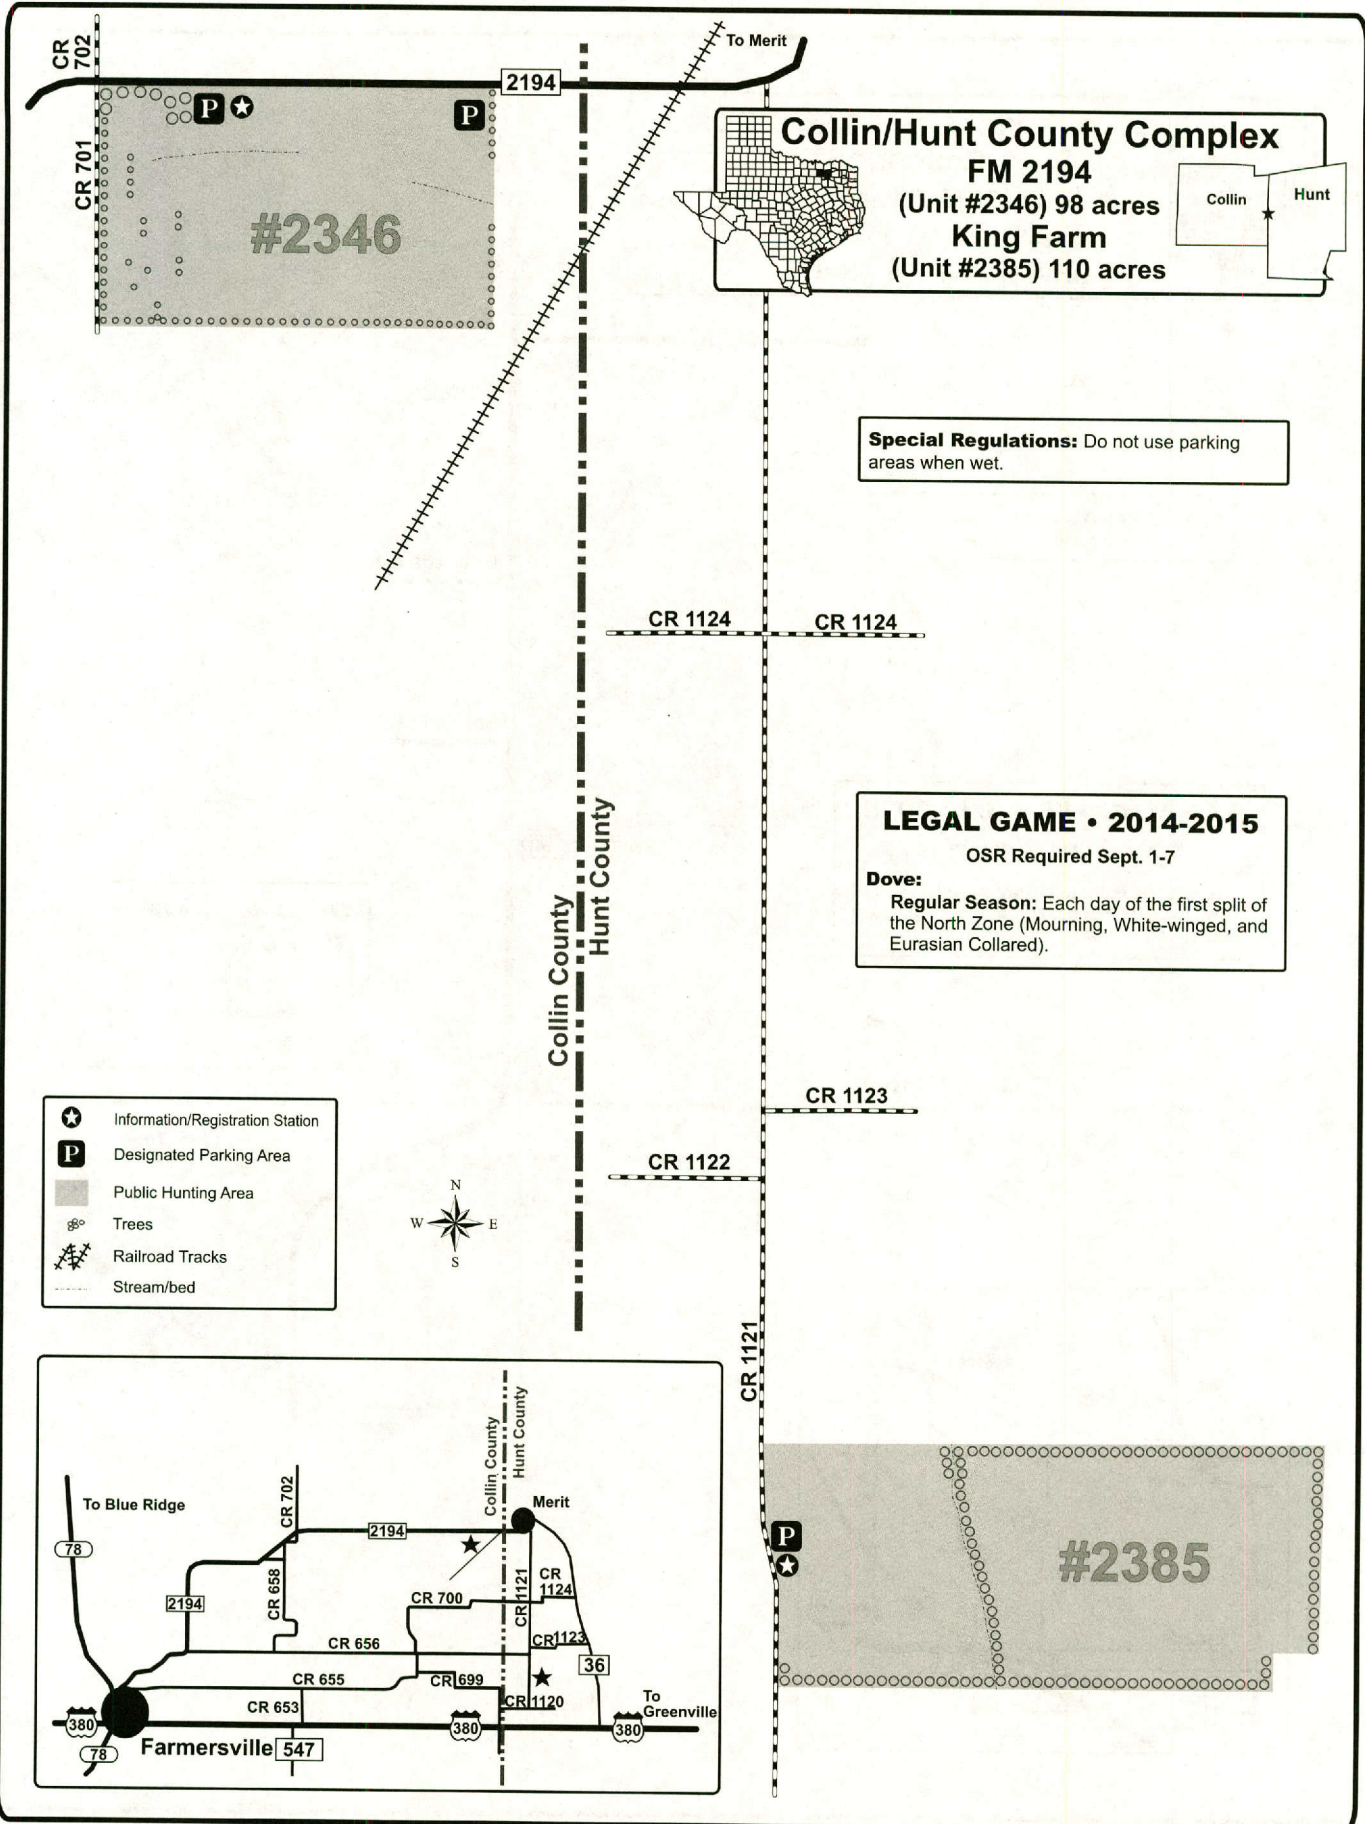 CR
702
To Merit
2194
P
P
CR 701
#2346
Collin/Hunt County Complex
FM 2194
(Unit #2346) 98 acres
King Farm
(Unit #2385) 110 acres
Collin
Hunt
Special Regulations: Do not use parking
areas when wet.
CR 1124
CR 1124
Collin County
Hunt County
LEGAL GAME • 2014-2015
OSR Required Sept. 1-7
Dove:
Regular Season: Each day of the first split of
the North Zone (Mourning, White-winged, and
Eurasian Collared).
CR 1123
CR 1122
Information/Registration Station
P
Designated Parking Area
Public Hunting Area
Trees
Railroad Tracks
Stream/bed
N
W
E
S
CR 1121
P
#2385
Collin County
Hunt County
To Blue Ridge
CR 702
Merit
2194
78
CR 658
2194
CR 700
CR 1121
CR
1124
CR 656
CR 1123
36
CR 655
CR 699
CR 653
CR 1120
To
Greenville
380
380
380
78
Farmersville
547